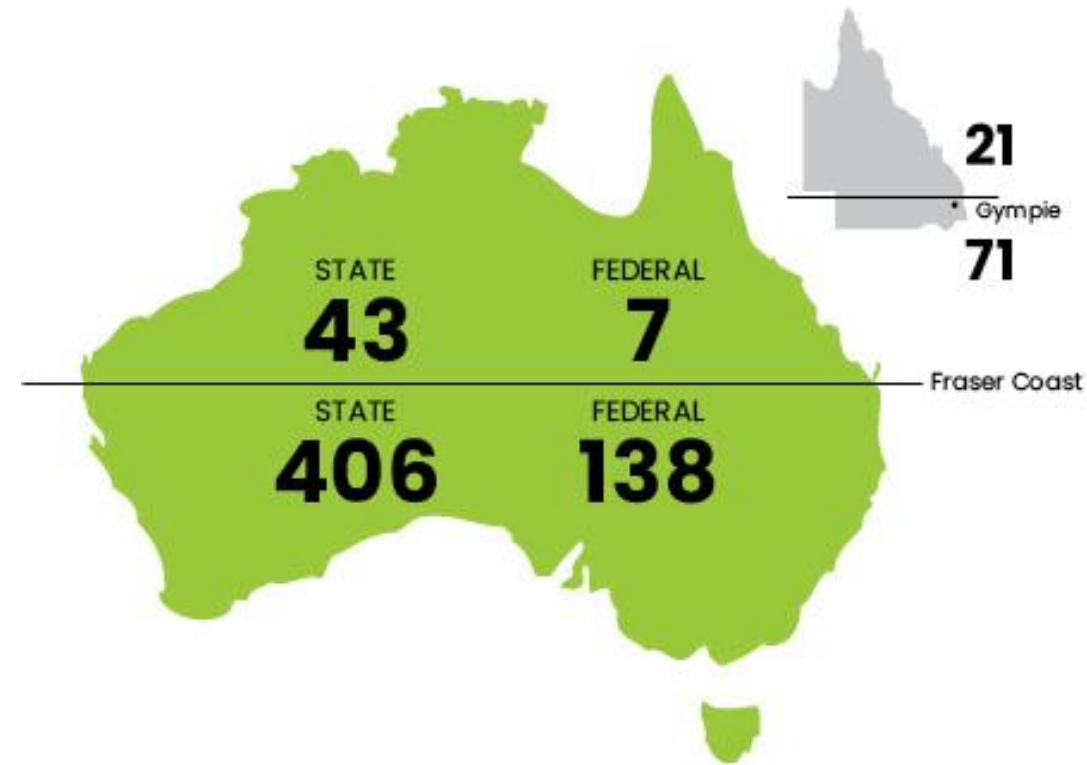 21
Gympie
71
STATE FEDERAL
43 7
Fraser Coast
STATE FEDERAL
406 138